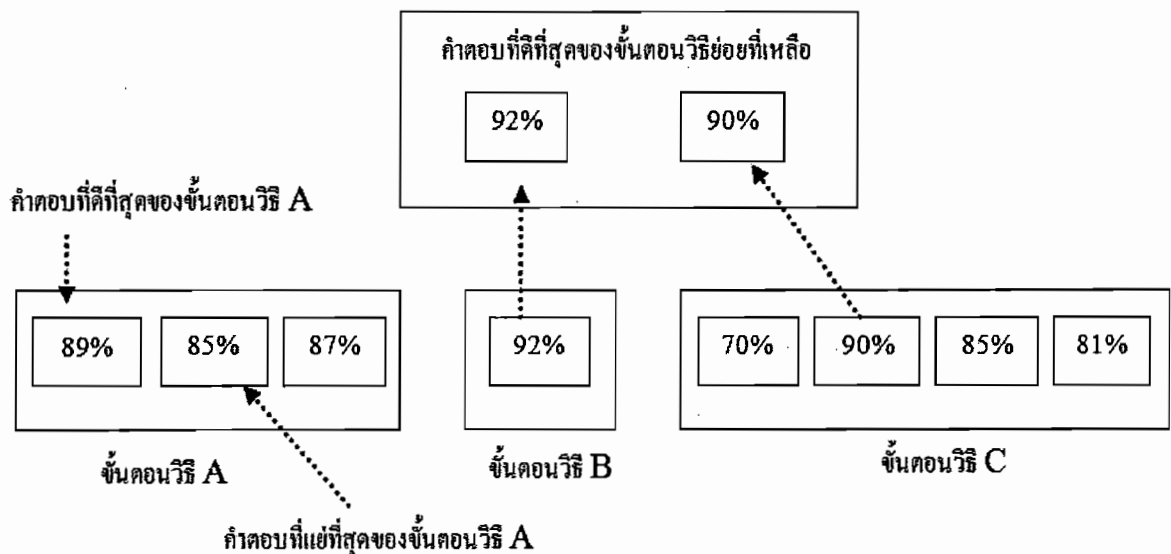 คำตอบที่ดีที่สุดของขั้นตอนวิธีย่อยที่เหลือ
92% 90%
คำตอบที่ดีที่สุดของขั้นตอนวิธี A
89% 85% 87% 92% 70% 90% 85% 81%
ขั้นตอนวิธี A ขั้นตอนวิธี B ขั้นตอนวิธี C
คำตอบที่แย่ที่สุดของขั้นตอนวิธี A